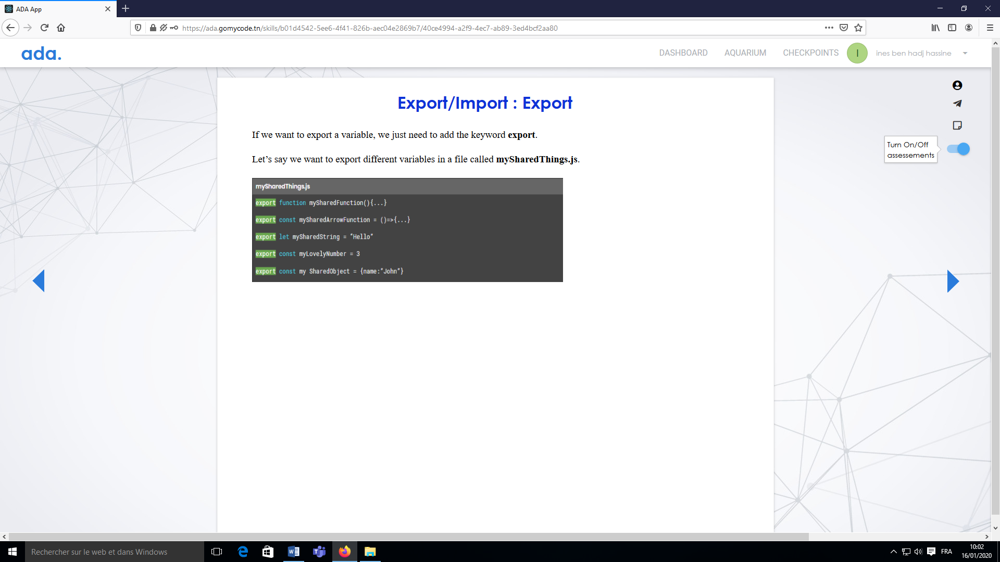 ADA App
https://ada.gomycode.tn/skills/b01d4542-5ee6-4f41-826b-aec04e2869b7/40ce4994-a2f9-4ec7-ab89-3ed4bcf2aa80
ada.
DASHBOARD
AQUARIUM
CHECKPOINTS
I
ines ben hadj hassine
Export/Import : Export
If we want to export a variable, we just need to add the keyword export.
Let’s say we want to export different variables in a file called mySharedThings.js.
Turn On/Off
assessements
mySharedThings.js
export function mySharedFunction(){...}
export const mySharedArrowFunction = ()=>{...}
export let mySharedString = “Hello”
export const myLovelyNumber = 3
export const my SharedObject = {name:”John”}
Rechercher sur le web et dans Windows
FRA
10:02
16/01/2020